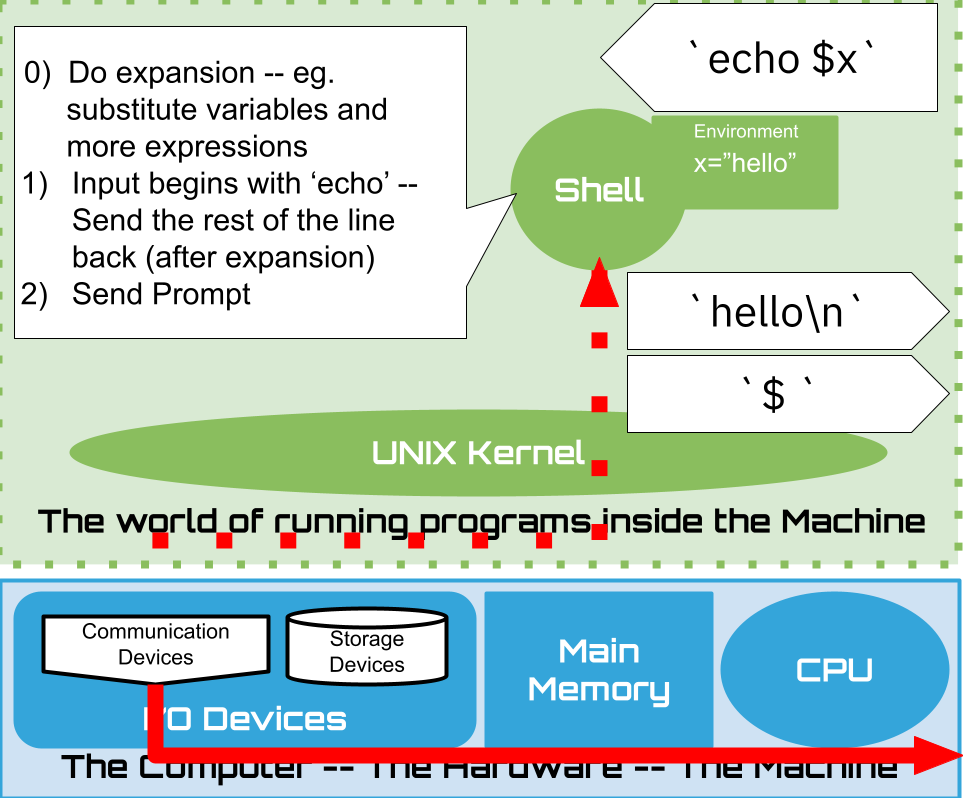 `echo $x`
0) Do expansion -- eg.
substitute variables and
more expressions
1) Input begins with ‘echo’ --
Send the rest of the line
back (after expansion)
2) Send Prompt
Environment
x=”hello”
Shell
`hello\n`
`$ `
UNIX Kernel
The world of running programs inside the Machine
Communication
Devices
Storage
Devices
I/O Devices
Main
Memory
CPU
The Computer -- The Hardware -- The Machine